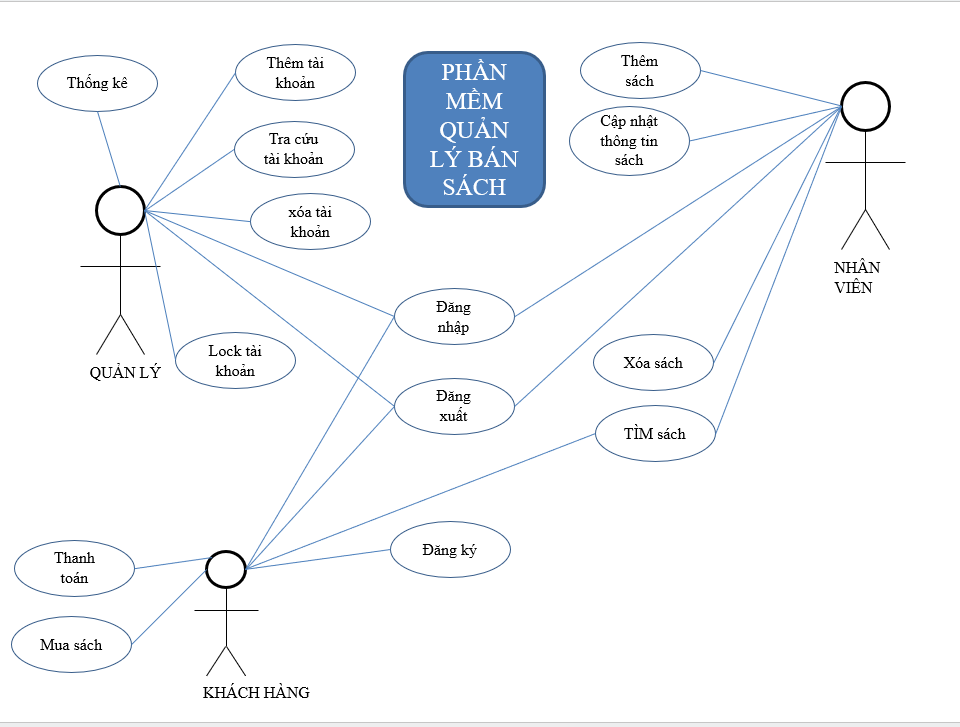 Thống kê
Thêm tài
khoản
Tra cứu
tài khoản
xóa tài
khoản
Lock tài
khoản
QUẢN LÝ
PHẦN
MỀM
QUẢN
LÝ BÁN
SÁCH
Thêm
sách
Cập nhật
thông tin
sách
NHÂN
VIÊN
Đăng
nhập
Đăng
xuất
Xóa sách
TÌM sách
Đăng ký
Thanh
toán
Mua sách
KHÁCH HÀNG